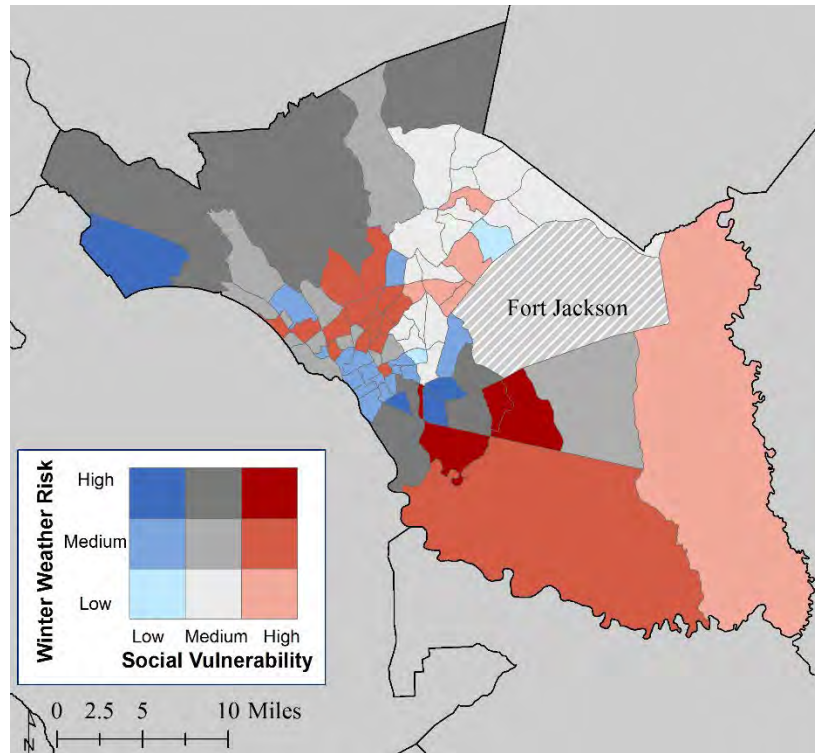 Fort Jackson
Winter Weather Risk
High
Medium
Low
Low Medium High
Social Vulnerability
0 2.5 5 10 Miles
N